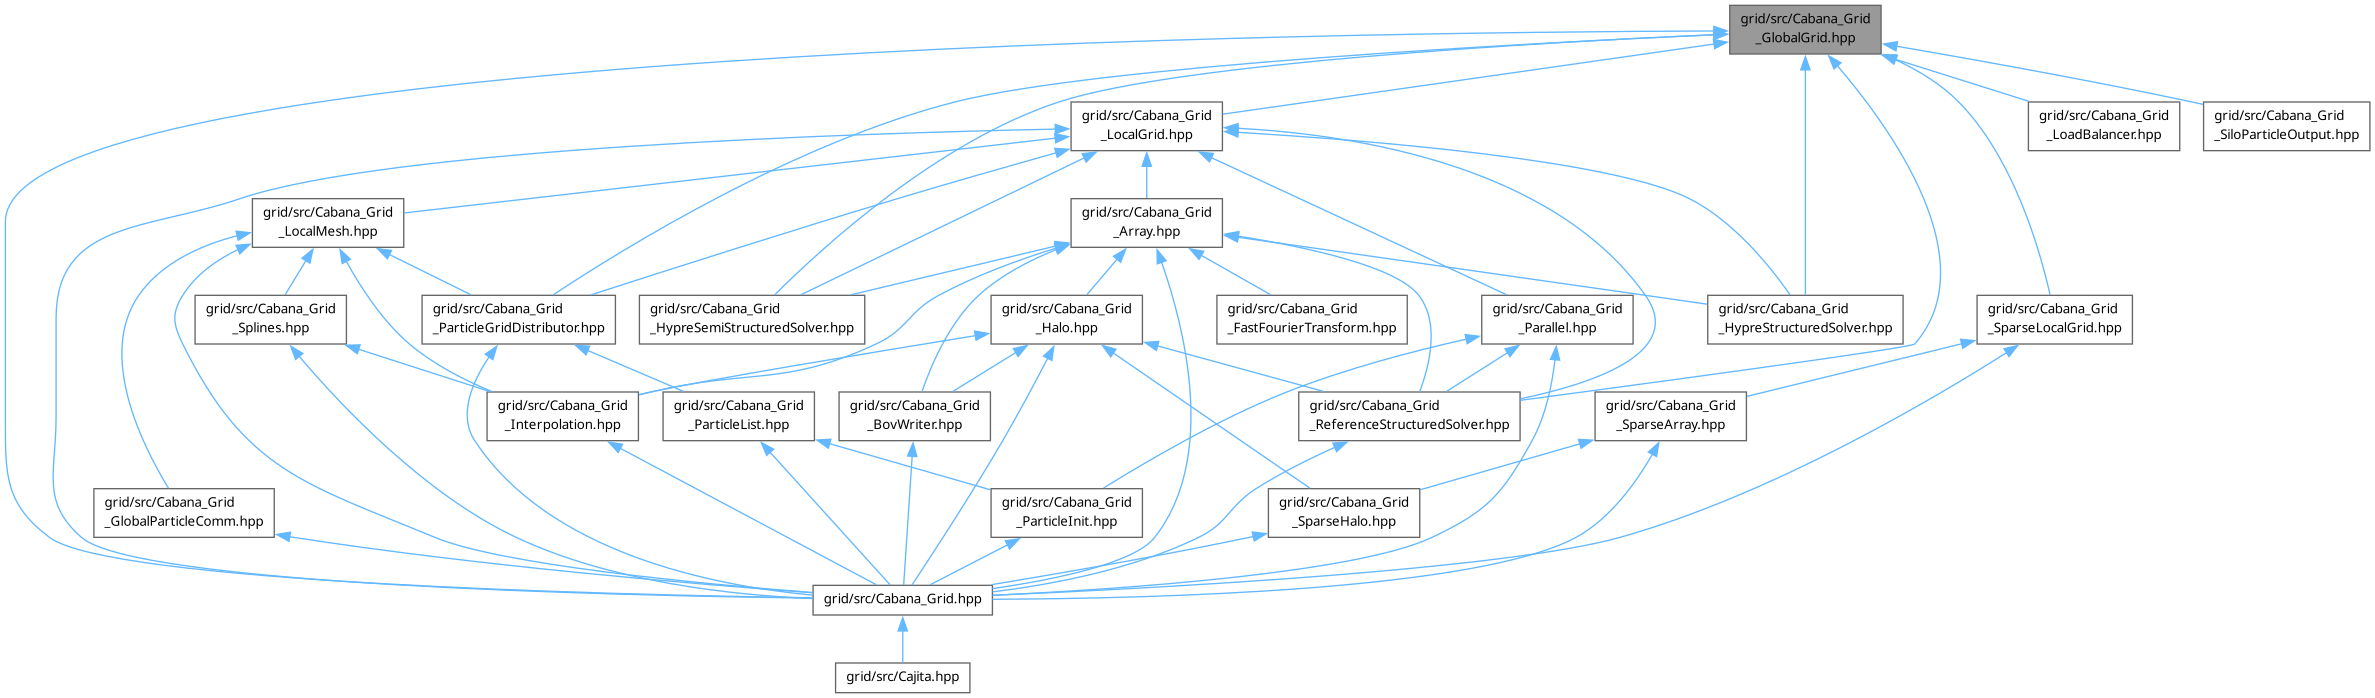 grid/src/Cabana_Grid
_GlobalGrid.hpp
grid/src/Cabana_Grid
_LocalGrid.hpp
grid/src/Cabana_Grid
_LoadBalancer.hpp
grid/src/Cabana_Grid
_SiloParticleOutput.hpp
grid/src/Cabana_Grid
_LocalMesh.hpp
grid/src/Cabana_Grid
_Array.hpp
grid/src/Cabana_Grid
_Splines.hpp
grid/src/Cabana_Grid
_ParticleGridDistributor.hpp
grid/src/Cabana_Grid
_HypreSemiStructuredSolver.hpp
grid/src/Cabana_Grid
_Halo.hpp
grid/src/Cabana_Grid
_FastFourierTransform.hpp
grid/src/Cabana_Grid
_Parallel.hpp
grid/src/Cabana_Grid
_HypreStructuredSolver.hpp
grid/src/Cabana_Grid
_SparseLocalGrid.hpp
grid/src/Cabana_Grid
_Interpolation.hpp
grid/src/Cabana_Grid
_ParticleList.hpp
grid/src/Cabana_Grid
_BovWriter.hpp
grid/src/Cabana_Grid
_ReferenceStructuredSolver.hpp
grid/src/Cabana_Grid
_SparseArray.hpp
grid/src/Cabana_Grid
_GlobalParticleComm.hpp
grid/src/Cabana_Grid
_ParticleInit.hpp
grid/src/Cabana_Grid
_SparseHalo.hpp
grid/src/Cabana_Grid.hpp
grid/src/Cajita.hpp